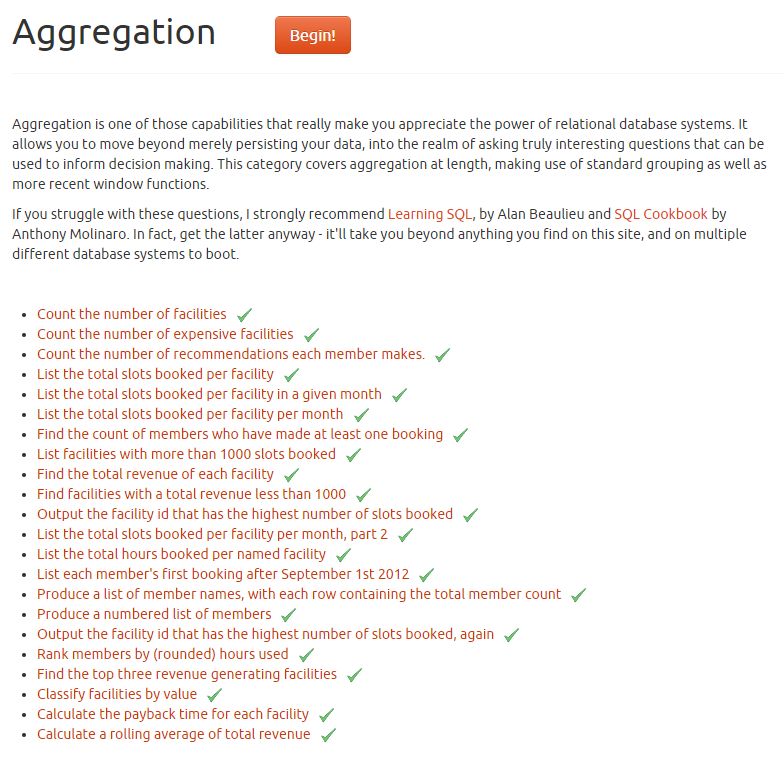 Aggregation
Begin!
Aggregation is one of those capabilities that really make you appreciate the power of relational database systems. It
allows you to move beyond merely persisting your data, into the realm of asking truly interesting questions that can be
used to inform decision making. This category covers aggregation at length, making use of standard grouping as well as
more recent window functions.
If you struggle with these questions, I strongly recommend Learning SQL, by Alan Beaulieu and SQL Cookbook by
Anthony Molinaro. In fact, get the latter anyway - it'll take you beyond anything you find on this site, and on multiple
different database systems to boot.
Count the number of facilities
Count the number of expensive facilities
Count the number of recommendations each member makes.
List the total slots booked per facility
List the total slots booked per facility in a given month
List the total slots booked per facility per month
Find the count of members who have made at least one booking
List facilities with more than 1000 slots booked
Find the total revenue of each facility
Find facilities with a total revenue less than 1000
Output the facility id that has the highest number of slots booked
List the total slots booked per facility per month, part 2
List the total hours booked per named facility
List each member's first booking after September 1st 2012
Produce a list of member names, with each row containing the total member count
Produce a numbered list of members
Output the facility id that has the highest number of slots booked, again
Rank members by (rounded) hours used
Find the top three revenue generating facilities
Classify facilities by value
Calculate the payback time for each facility
Calculate a rolling average of total revenue